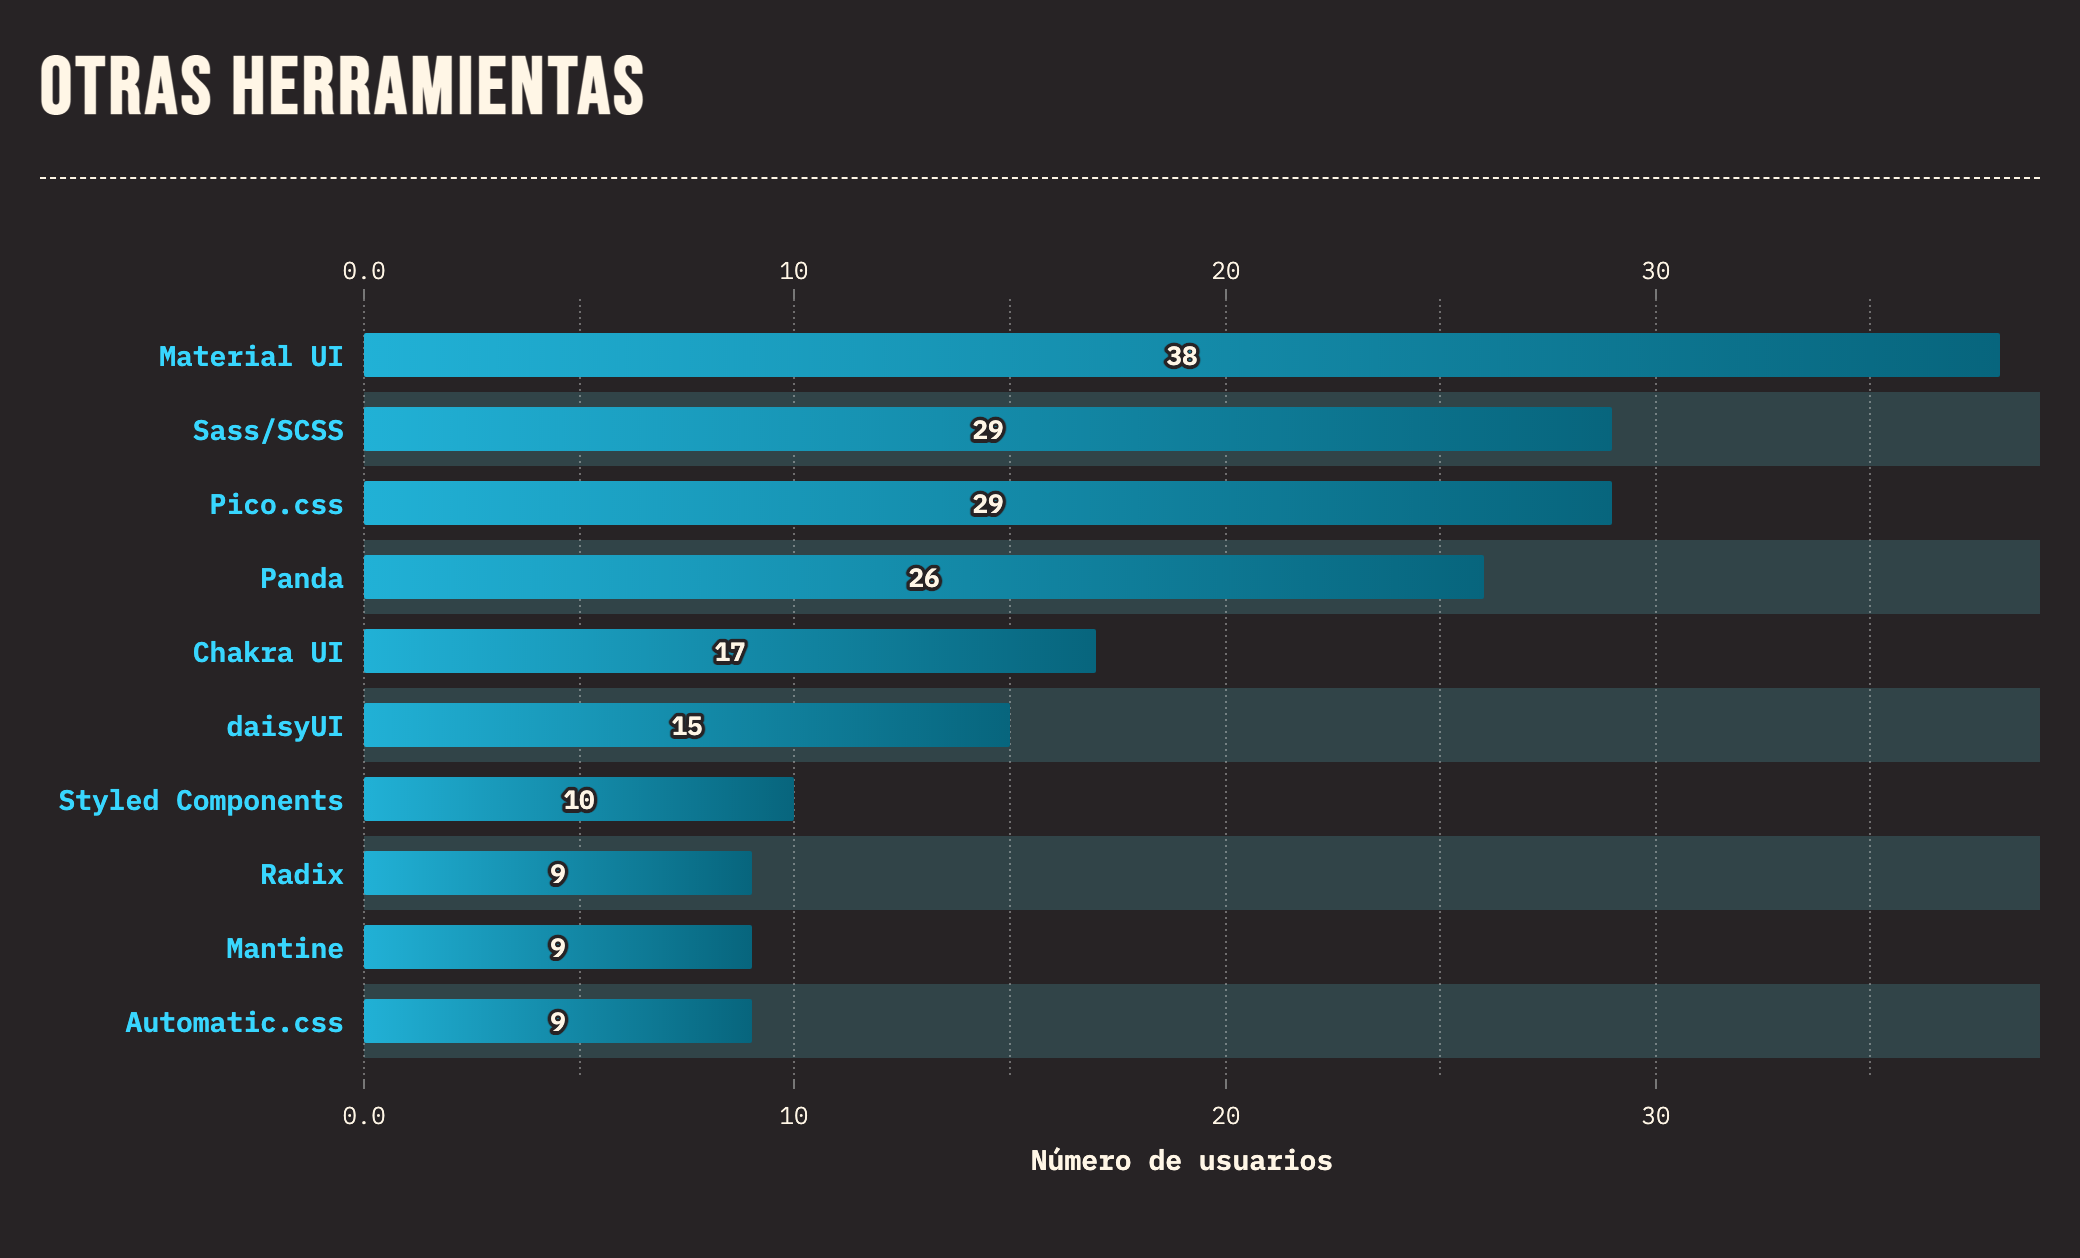 OTRAS HERRAMIENTAS
0.0 10 20 30
Material UI 38
Sass/SCSS 29
Pico.css 29
Panda 26
Chakra UI 17
daisyUI 15
Styled Components 10
Radix 9
Mantine 9
Automatic.css 9
0.0 10 20 30
Número de usuarios